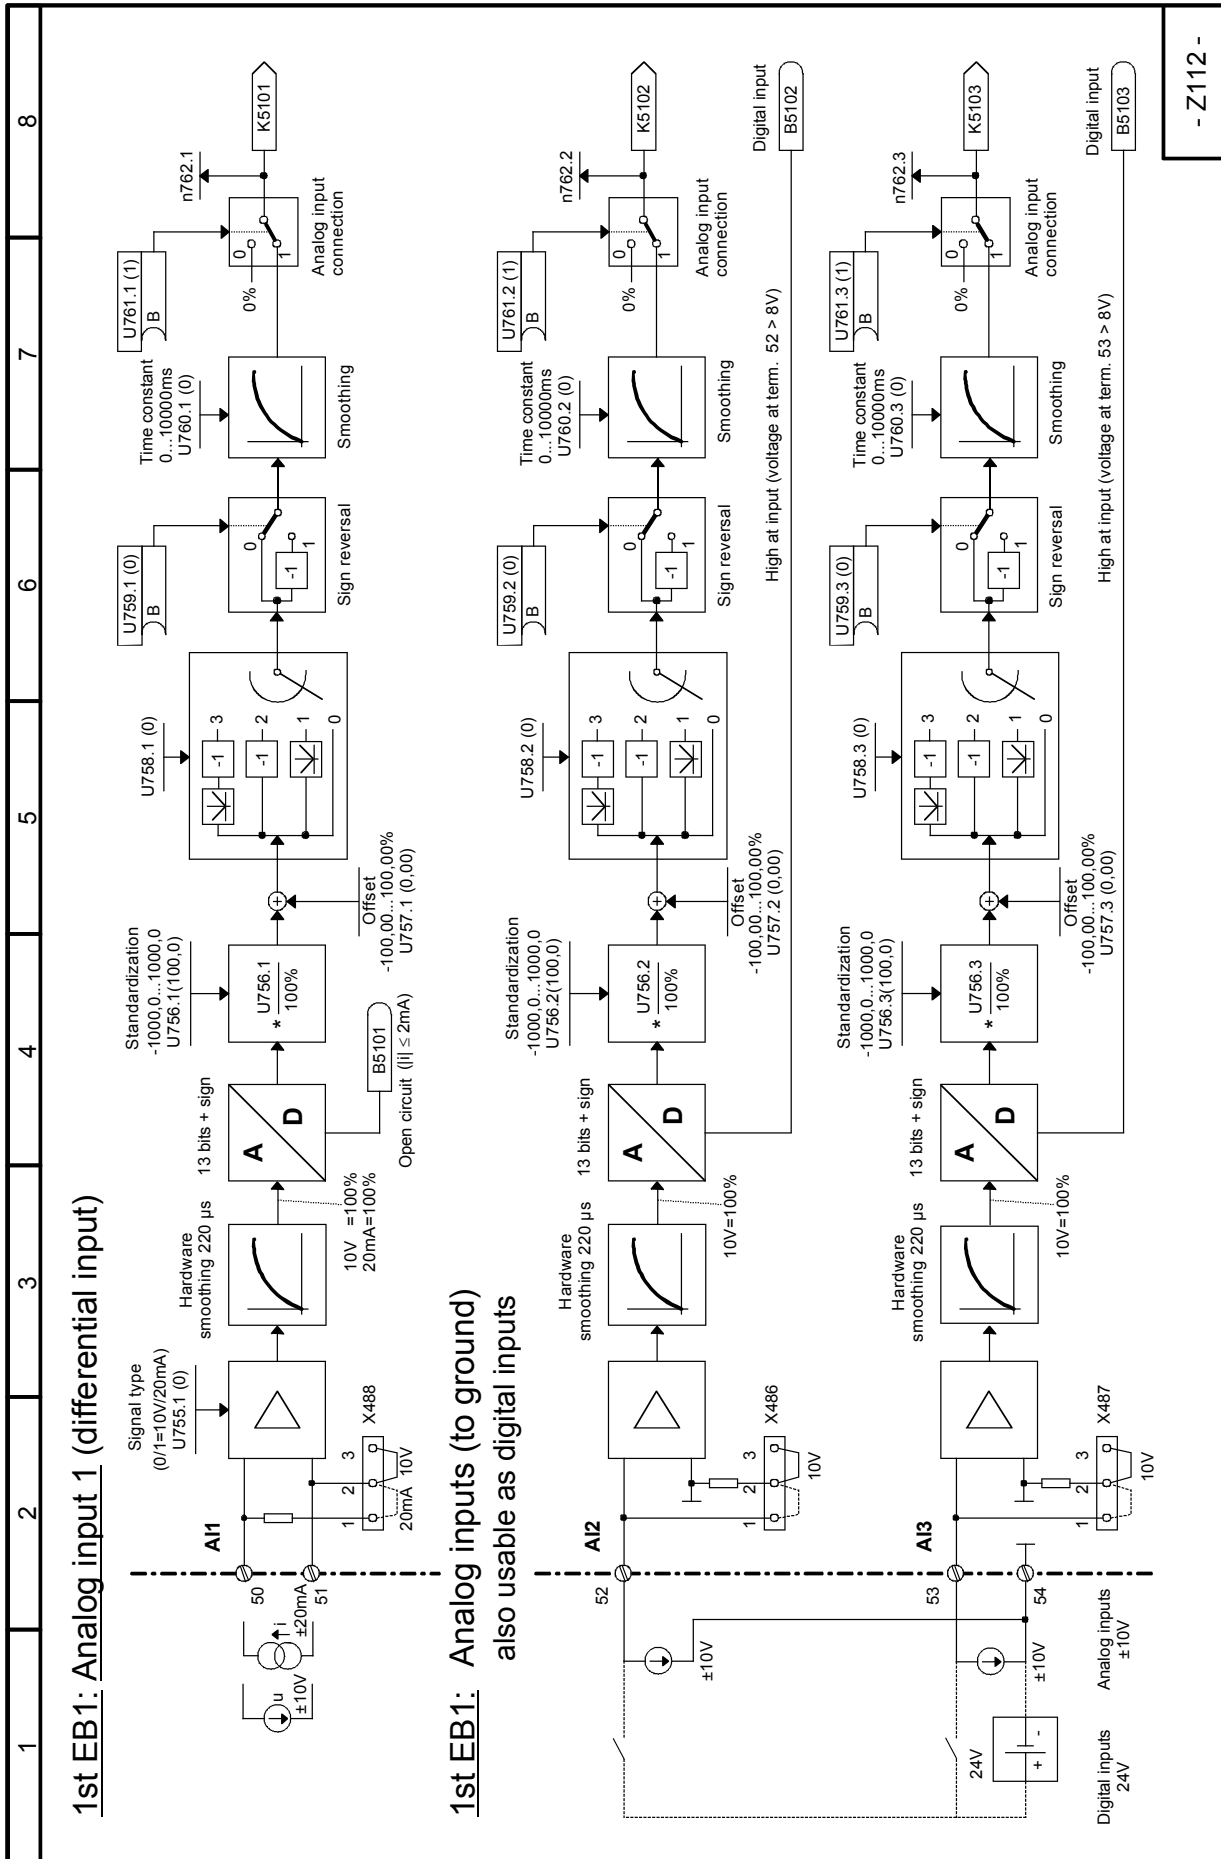 1 2 3 4 5 6 7 8
1st EB1: Analog input 1 (differential input)
Signal type
(0/1=10V/20mA)
U755.1 (0)
Hardware
smoothing 220 µs
13 bits + sign
Standardization
-1000,0...1000,0
U756.1(100,0)
U758.1 (0)
U759.1 (0)
B
Time constant
0...10000ms
U760.1 (0)
U761.1 (1)
B
n762.1
AI1
50
51
u
±10V
i
±20mA
1 2 3
20mA 10V
X488
10V =100%
20mA=100%
A
D
B5101
Open circuit (|i| ≤ 2mA)
* U756.1
100%
+
Offset
-100,00...100,00%
U757.1 (0,00)
-1 3
-1 2
1
0
0
-1
1
Sign reversal
Smoothing
0%
0
1
Analog input
connection
K5101
1st EB1: Analog inputs (to ground)
also usable as digital inputs
AI2
52
±10V
1 2 3
10V
X486
Hardware
smoothing 220 µs
10V=100%
13 bits + sign
A
D
Standardization
-1000,0...1000,0
U756.2(100,0)
* U756.2
100%
+
Offset
-100,00...100,00%
U757.2 (0,00)
U758.2 (0)
-1 3
-1 2
1
0
U759.2 (0)
B
0
-1
1
Sign reversal
Time constant
0...10000ms
U760.2 (0)
Smoothing
U761.2 (1)
B
0%
0
1
Analog input
connection
n762.2
K5102
High at input (voltage at term. 52 > 8V)
Digital input
B5102
AI3
53
54
±10V
24V
+ -
Digital inputs
24V
Analog inputs
±10V
1 2 3
10V
X487
Hardware
smoothing 220 µs
10V=100%
13 bits + sign
A
D
Standardization
-1000,0...1000,0
U756.3(100,0)
* U756.3
100%
+
Offset
-100,00...100,00%
U757.3 (0,00)
U758.3 (0)
-1 3
-1 2
1
0
U759.3 (0)
B
0
-1
1
Sign reversal
Time constant
0...10000ms
U760.3 (0)
Smoothing
U761.3 (1)
B
0%
0
1
Analog input
connection
n762.3
K5103
High at input (voltage at term. 53 > 8V)
Digital input
B5103
- Z112 -